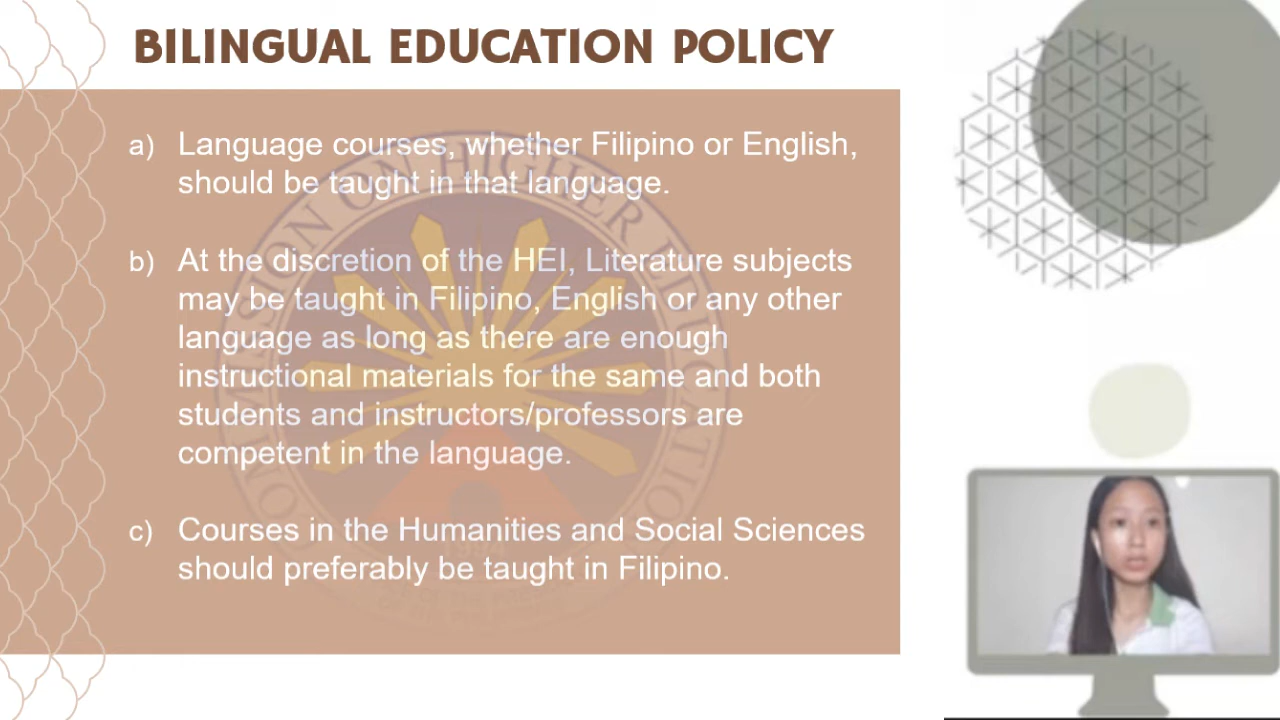 BILINGUAL EDUCATION POLICY
a) Language courses, whether Filipino or English,
should be taught in that language.
b) At the discretion of the HEI, Literature subjects
may be taught in Filipino, English or any other
language as long as there are enough
instructional materials for the same and both
students and instructors/professors are
competent in the language.
c) Courses in the Humanities and Social Sciences
should preferably be taught in Filipino.